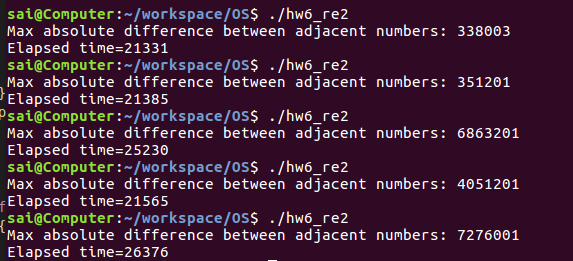 sai@Computer:~/workspace/OS$ ./hw6_re2
Max absolute difference between adjacent numbers: 338003
Elapsed time=21331
sai@Computer:~/workspace/OS$ ./hw6_re2
Max absolute difference between adjacent numbers: 351201
Elapsed time=21385
sai@Computer:~/workspace/OS$ ./hw6_re2
Max absolute difference between adjacent numbers: 6863201
Elapsed time=25230
sai@Computer:~/workspace/OS$ ./hw6_re2
Max absolute difference between adjacent numbers: 4051201
Elapsed time=21565
sai@Computer:~/workspace/OS$ ./hw6_re2
Max absolute difference between adjacent numbers: 7276001
Elapsed time=26376